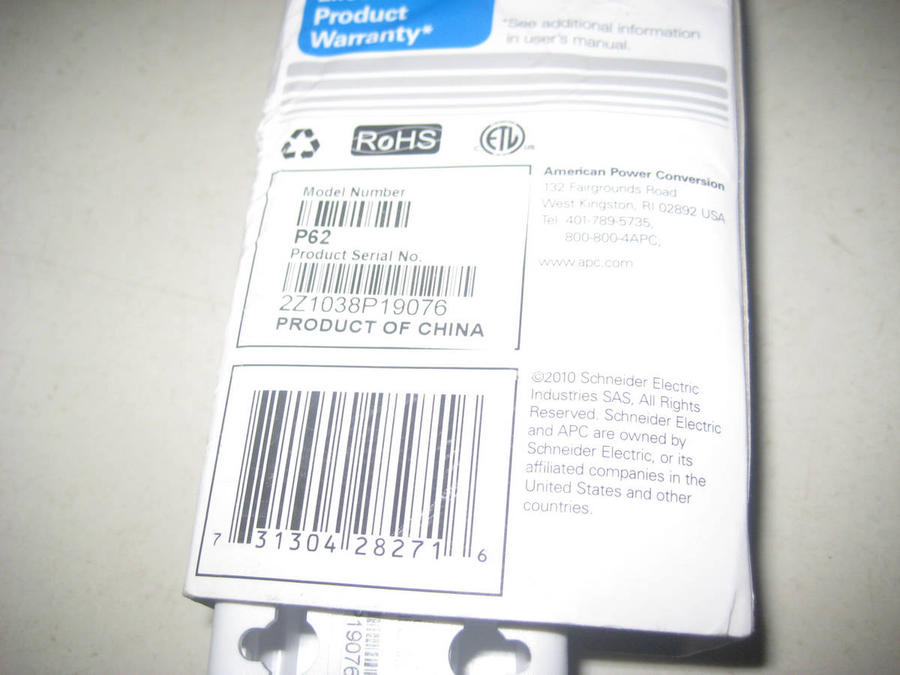 Product
Warranty*
*See additional information
in user's manual.
RoHS
ETL
American Power Conversion
132 Fairgrounds Road
West Kingston, RI 02892 USA
Tel: 401-789-5735,
800-800-4APC,
www.apc.com
Model Number
P62
Product Serial No.
2Z1038P19076
PRODUCT OF CHINA
©2010 Schneider Electric
Industries SAS, All Rights
Reserved. Schneider Electric
and APC are owned by
Schneider Electric, or its
affiliated companies in the
United States and other
countries.
7 31304 28271 6
P19076